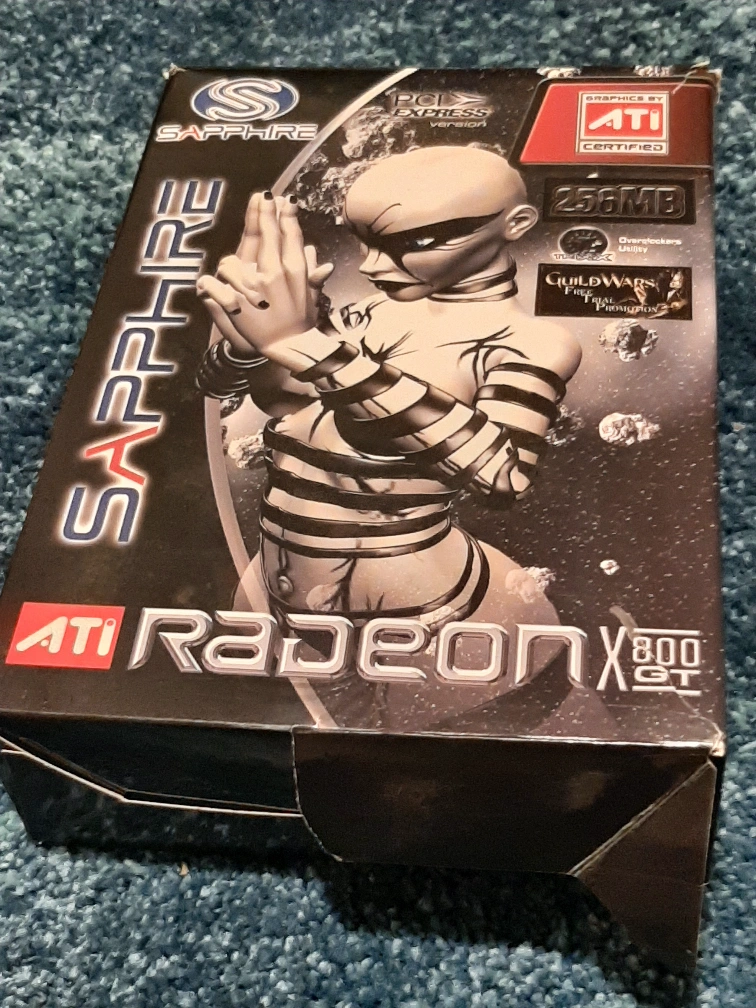 SAPPHIRE
PCI
EXPRESS
version
GRAPHICS BY
ATI
CERTIFIED
256MB
Overclockers
Utility
GUILDWARS
FREE
TRIAL
PROMOTION
SAPPHIRE
ATI RADEON X800
GT